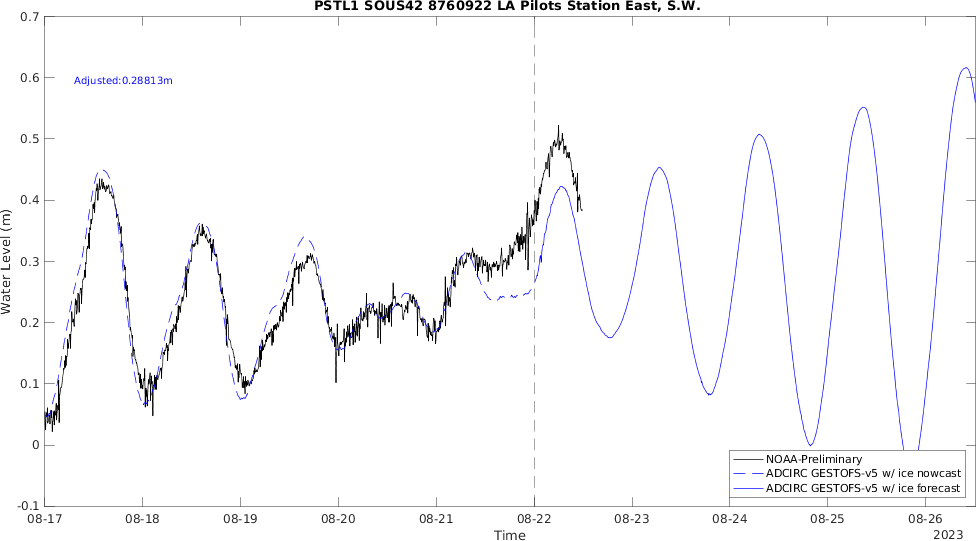 PSTL1 SOUS42 8760922 LA Pilots Station East, S.W.
0.7
0.6
0.5
0.4
0.3
0.2
0.1
0
-0.1
Water Level (m)
Adjusted:0.28813m
NOAA-Preliminary
ADCIRC GESTOFS-v5 w/ ice nowcast
ADCIRC GESTOFS-v5 w/ ice forecast
08-17 08-18 08-19 08-20 08-21 08-22 08-23 08-24 08-25 08-26
Time
2023